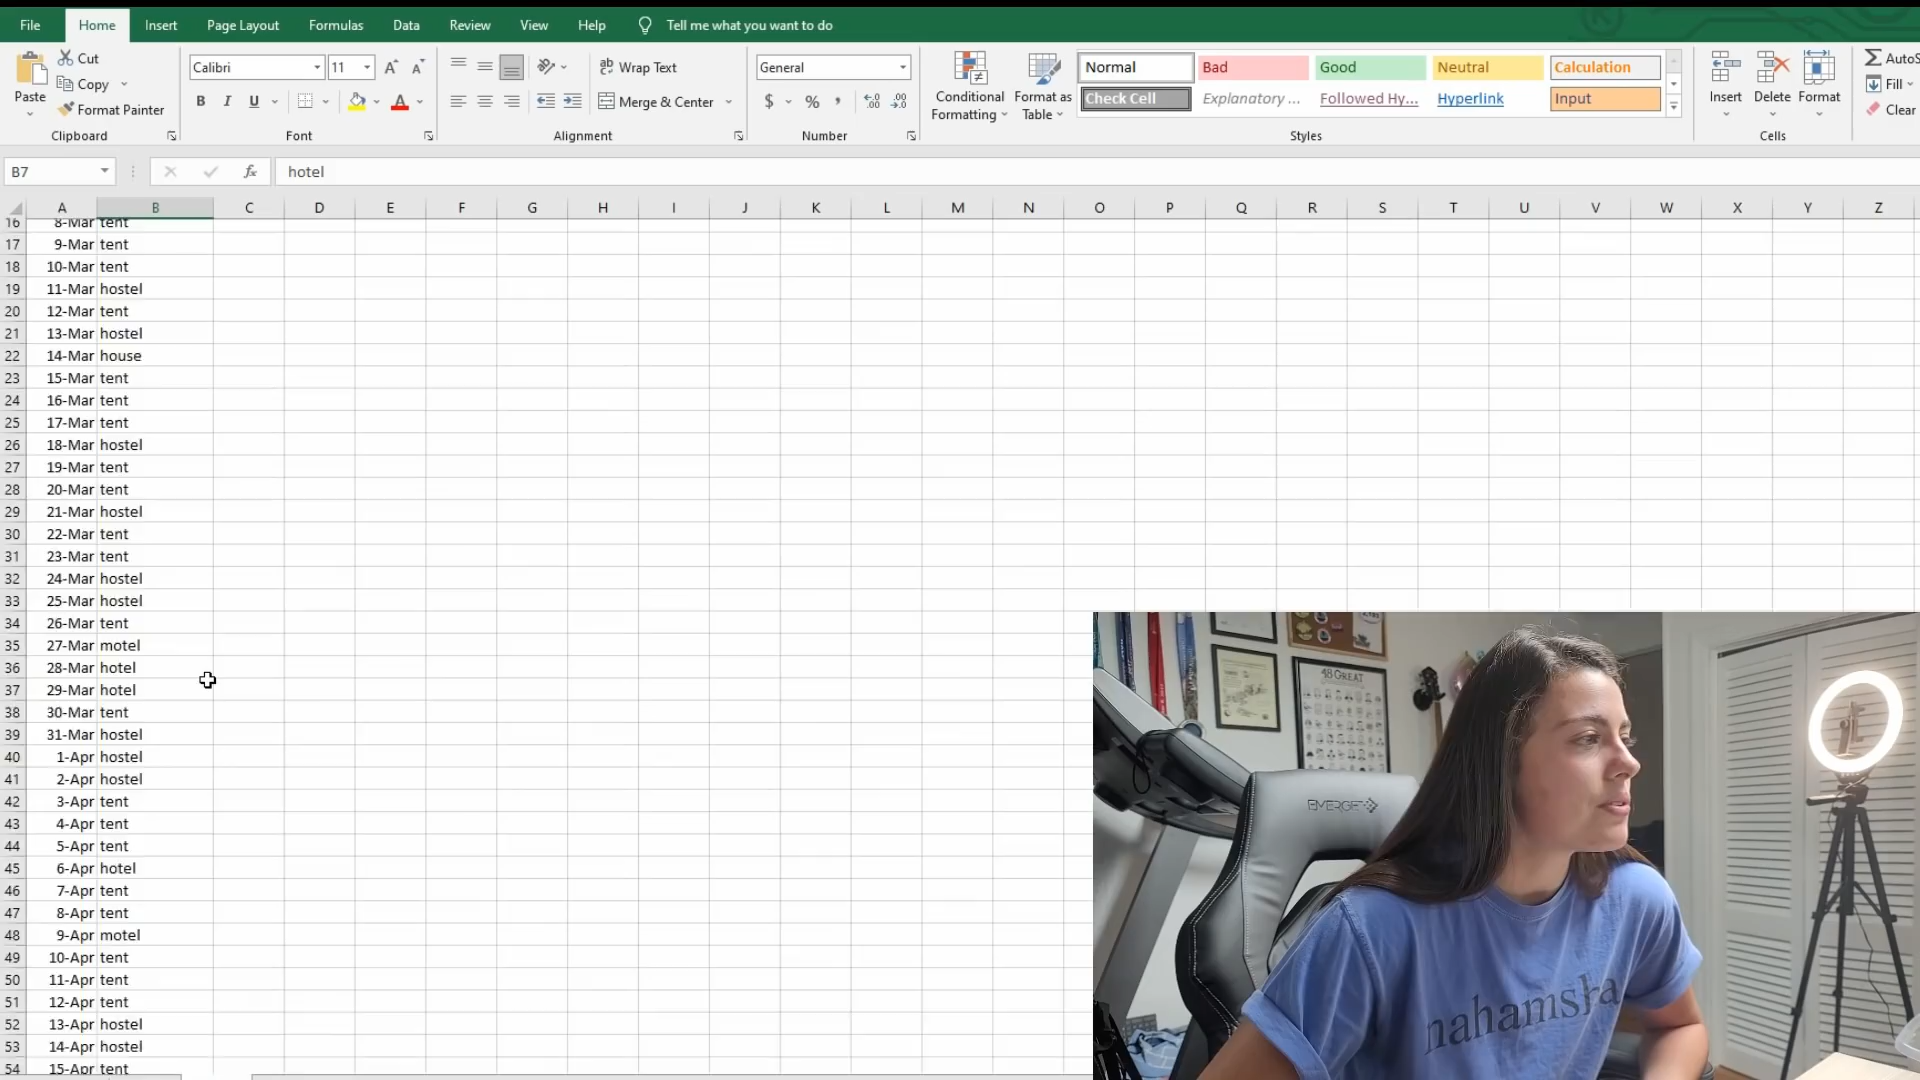 File Home Insert Page Layout Formulas Data Review View Help Tell me what you want to do
Paste Cut Copy Format Painter Clipboard
Calibri 11 B I U Font
Wrap Text Merge & Center Alignment
General $ % Number
Conditional Formatting Format as Table
Normal Bad Good Neutral Calculation
Check Cell Explanatory ... Followed Hy... Hyperlink Input
Styles
Insert Delete Format Cells
AutoS
Fill
Clear
B7 fx hotel
A B C D E F G H I J K L M N O P Q R S T U V W X Y Z
16 8-Mar tent
17 9-Mar tent
18 10-Mar tent
19 11-Mar hostel
20 12-Mar tent
21 13-Mar hostel
22 14-Mar house
23 15-Mar tent
24 16-Mar tent
25 17-Mar tent
26 18-Mar hostel
27 19-Mar tent
28 20-Mar tent
29 21-Mar hostel
30 22-Mar tent
31 23-Mar tent
32 24-Mar hostel
33 25-Mar hostel
34 26-Mar tent
35 27-Mar motel
36 28-Mar hotel
37 29-Mar hotel
38 30-Mar tent
39 31-Mar hostel
40 1-Apr hostel
41 2-Apr hostel
42 3-Apr tent
43 4-Apr tent
44 5-Apr tent
45 6-Apr hotel
46 7-Apr tent
47 8-Apr tent
48 9-Apr motel
49 10-Apr tent
50 11-Apr tent
51 12-Apr tent
52 13-Apr hostel
53 14-Apr hostel
54 15-Apr tent
48 GREAT
EMERGE
nahamsha